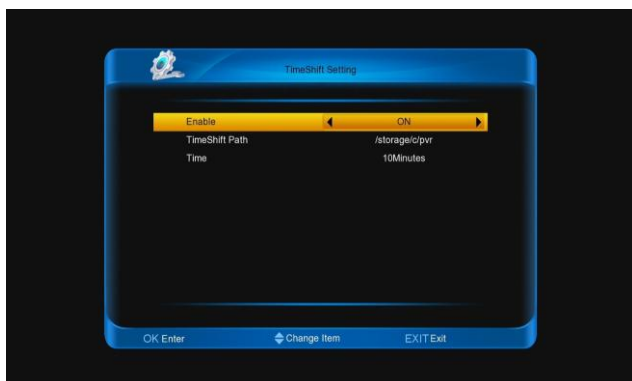 TimeShift Setting
Enable ON
TimeShift Path /storage/c/pvr
Time 10Minutes
OK Enter Change Item EXIT Exit